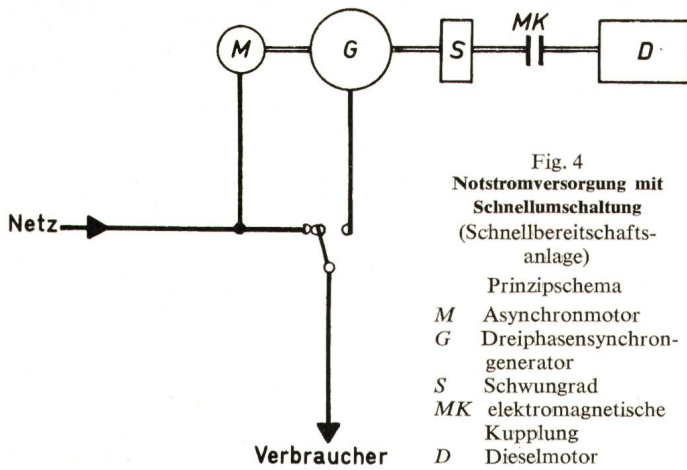 M G S MK D
Netz
Verbraucher
Fig. 4
Notstromversorgung mit
Schnellumschaltung
(Schnellbereitschafts-
anlage)
Prinzipschema
M Asynchronmotor
G Dreiphasensynchron-
generator
S Schwungrad
MK elektromagnetische
Kupplung
D Dieselmotor